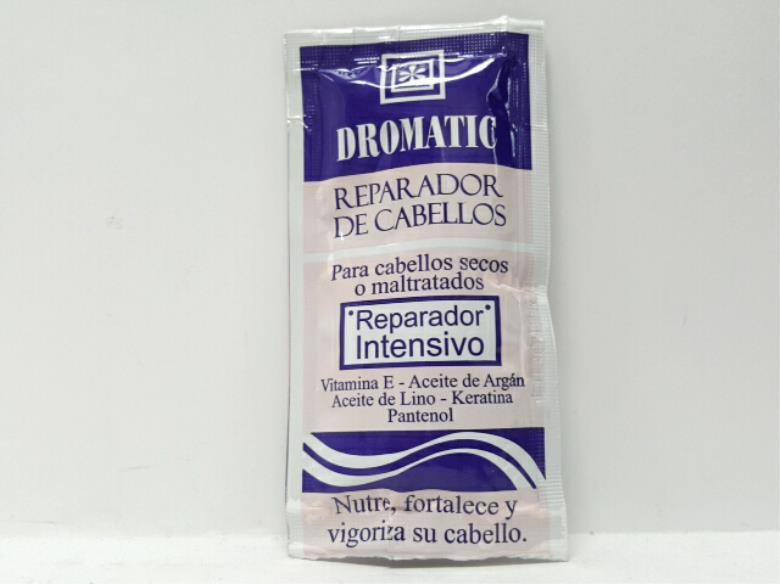 DROMATIC
REPARADOR
DE CABELLOS
Para cabellos secos
o maltratados
Reparador
Intensivo
Vitamina E - Aceite de Argán
Aceite de Lino - Keratina
Pantenol
Nutre, fortalece y
vigoriza su cabello.